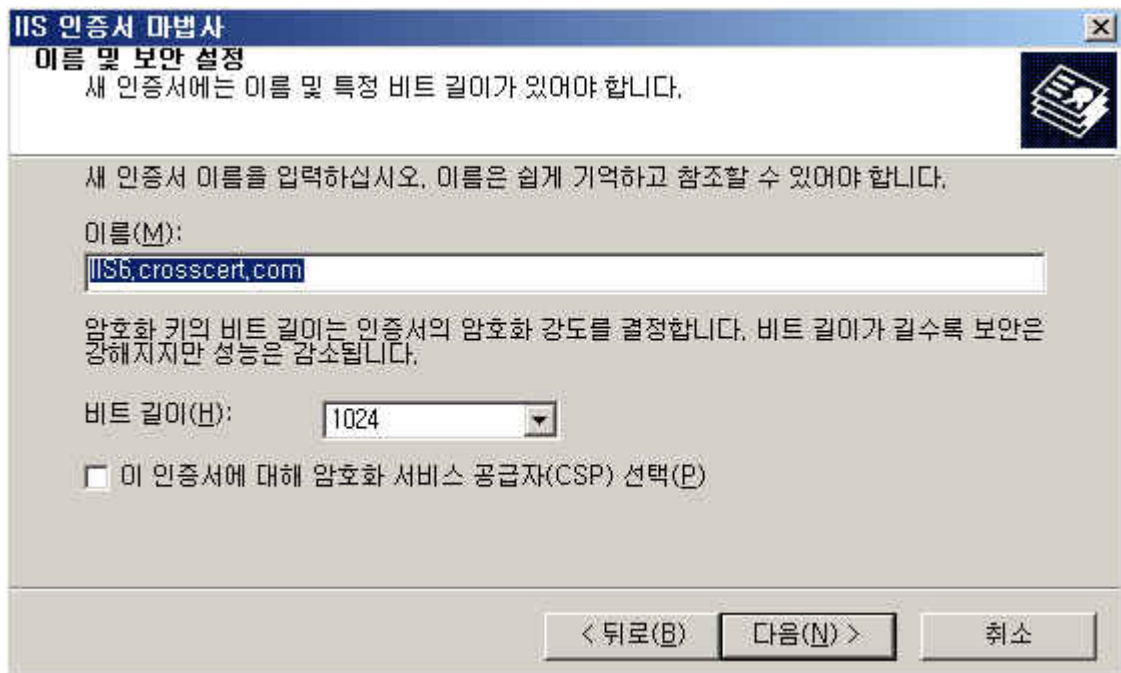 IIS 인증서 마법사
이름 및 보안 설정
새 인증서에는 이름 및 특정 비트 길이가 있어야 합니다.
새 인증서 이름을 입력하십시오. 이름은 쉽게 기억하고 참조할 수 있어야 합니다.
이름(M):
IIS6.crosscert.com
암호화 키의 비트 길이는 인증서의 암호화 강도를 결정합니다. 비트 길이가 길수록 보안은
강해지지만 성능은 감소됩니다.
비트 길이(H): 1024
이 인증서에 대해 암호화 서비스 공급자(CSP) 선택(P)
< 뒤로(B) 다음(N) > 취소